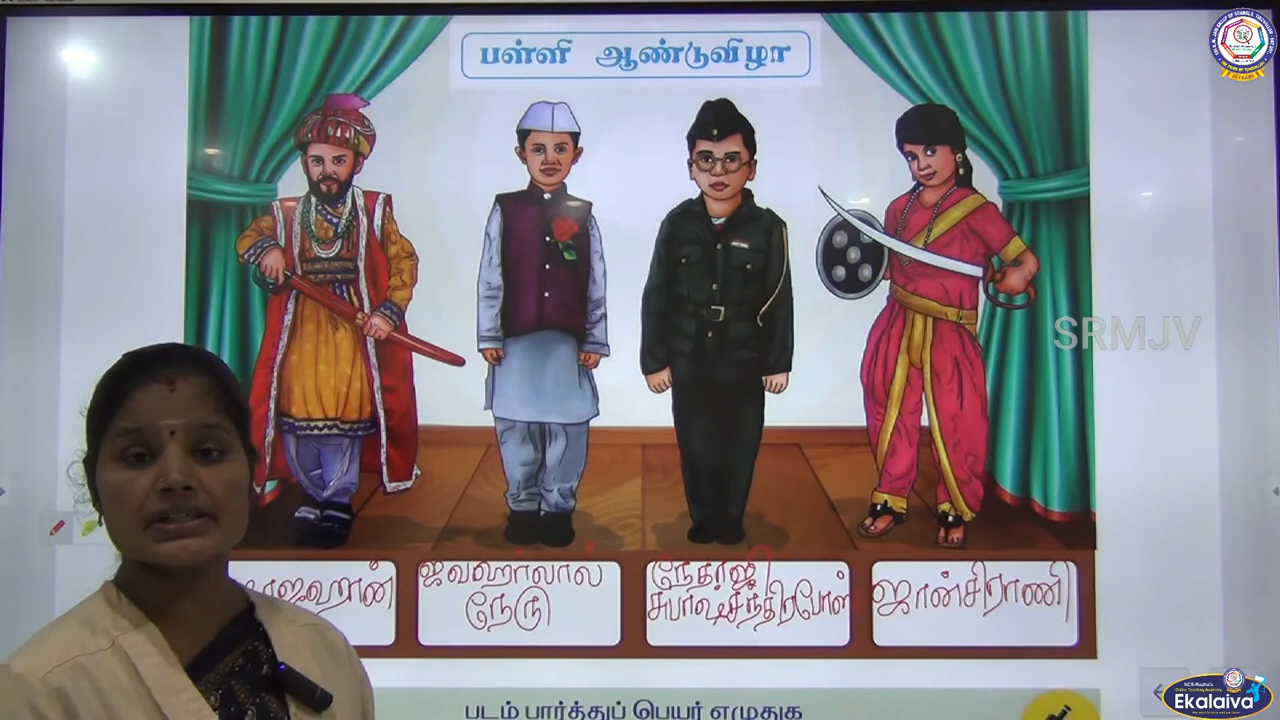 பள்ளி ஆண்டுவிழா
SRMJV
ஜவஹர்லால்
நேரு
நேதாஜி
சுபாஷ்சந்திரபோஸ்
ஜான்சிராணி
படம் பார்த்துப் பெயர் எழுதுக
Ekalaiva